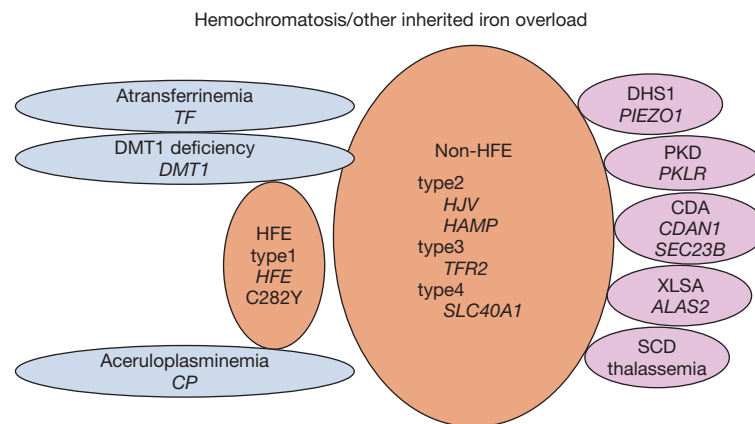 Hemochromatosis/other inherited iron overload
Atransferrinemia
TF
DMT1 deficiency
DMT1
HFE
type1
HFE
C282Y
Aceruloplasminemia
CP
Non-HFE
type2
HJV
HAMP
type3
TFR2
type4
SLC40A1
DHS1
PIEZO1
PKD
PKLR
CDA
CDAN1
SEC23B
XLSA
ALAS2
SCD
thalassemia